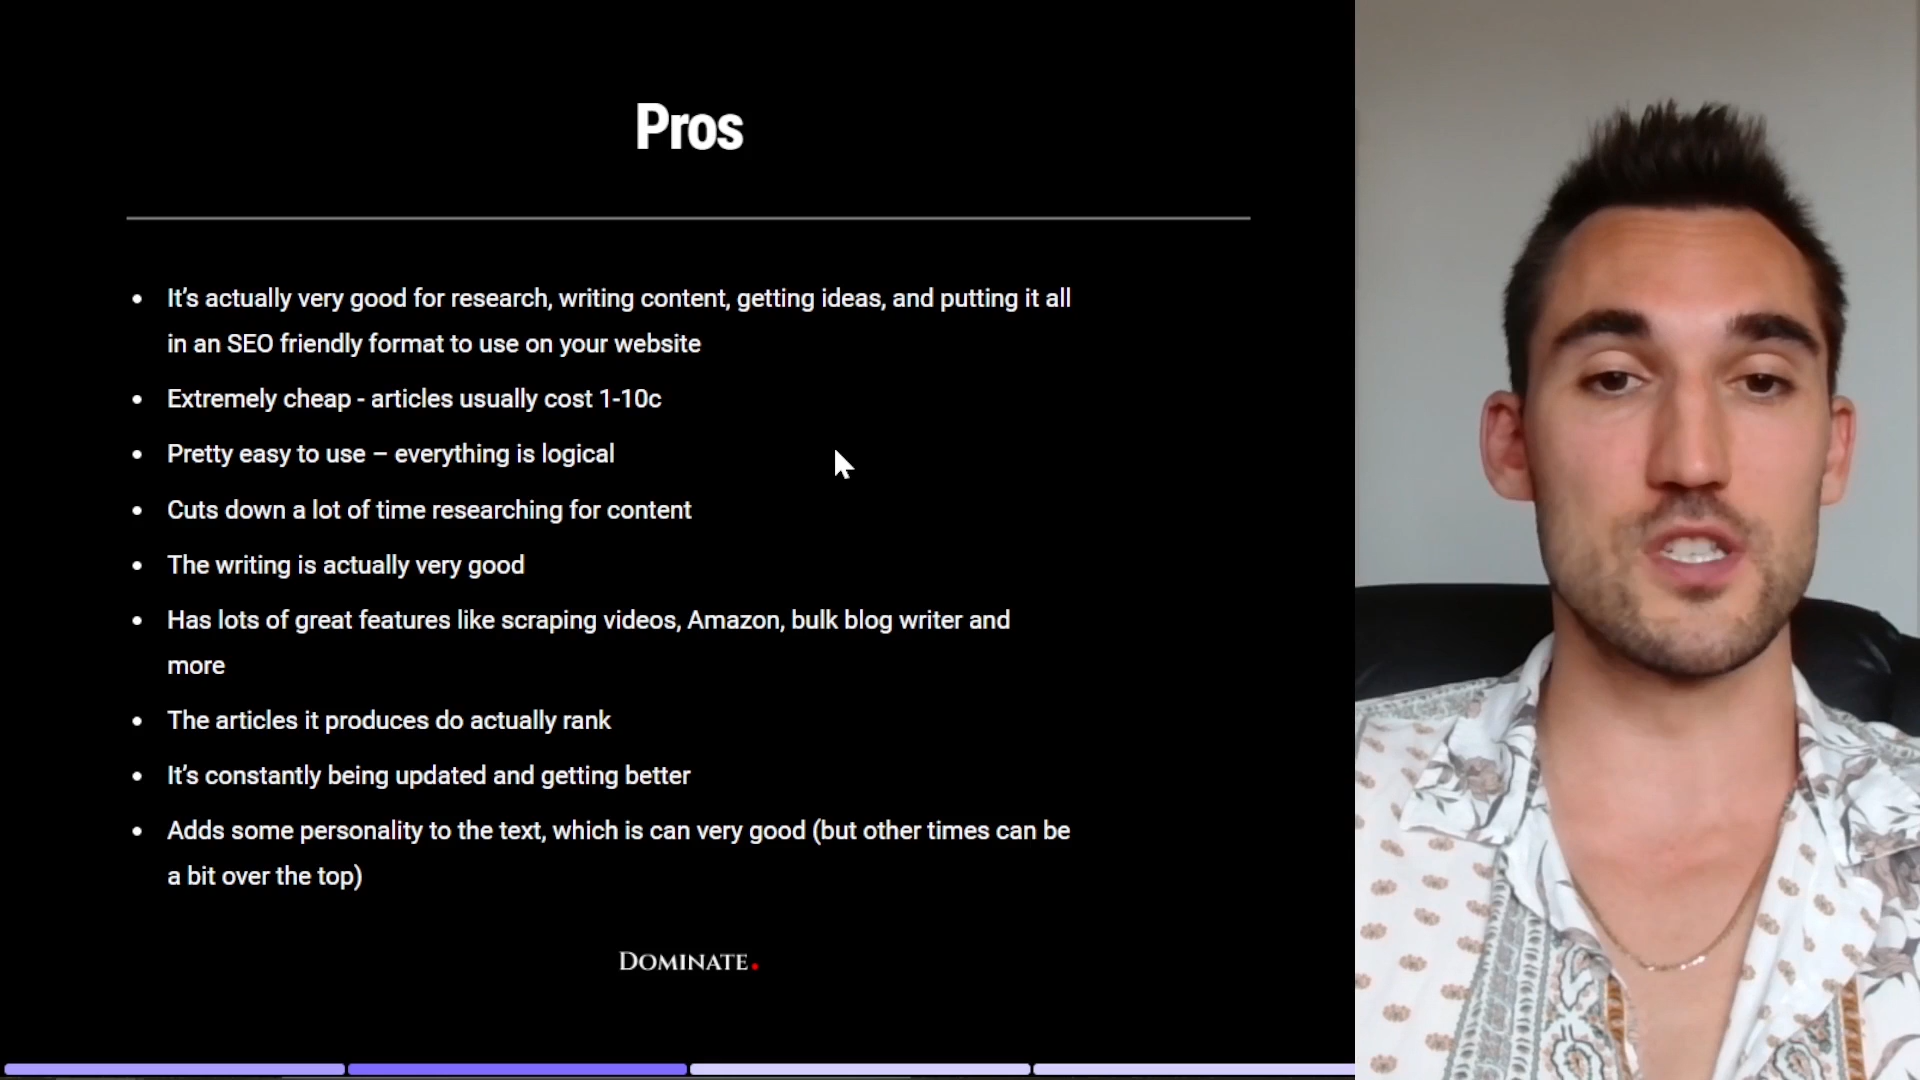 Pros
It’s actually very good for research, writing content, getting ideas, and putting it all
in an SEO friendly format to use on your website
Extremely cheap - articles usually cost 1-10c
Pretty easy to use – everything is logical
Cuts down a lot of time researching for content
The writing is actually very good
Has lots of great features like scraping videos, Amazon, bulk blog writer and
more
The articles it produces do actually rank
It’s constantly being updated and getting better
Adds some personality to the text, which is can very good (but other times can be
a bit over the top)
DOMINATE.